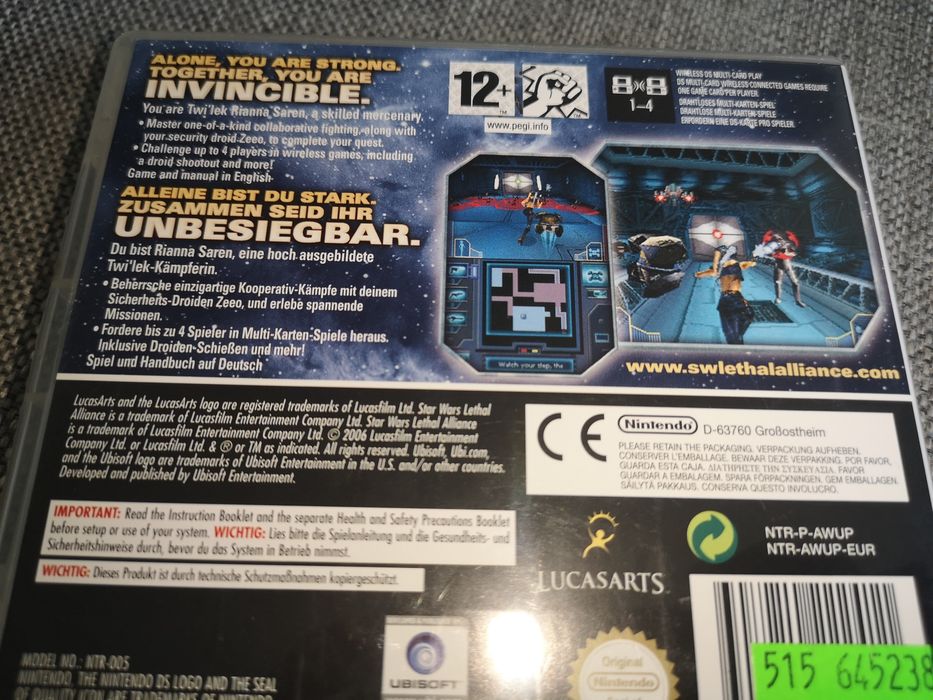 ALONE, YOU ARE STRONG.
TOGETHER, YOU ARE
INVINCIBLE.
You are Twi'lek Rianna Saren, a skilled mercenary.
• Master one-of-a-kind collaborative fighting along with
your security droid Zeeo, to complete your quest.
• Challenge up to 4 players in wireless games, including
a droid shootout and more!
Game and manual in English
ALLEINE BIST DU STARK.
ZUSAMMEN SEID IHR
UNBESIEGBAR.
Du bist Rianna Saren, eine hoch ausgebildete
Twi'lek-Kämpferin.
• Beherrsche einzigartige Kooperativ-Kämpfe mit deinem
Sicherheits-Droiden Zeeo, und erlebe spannende
Missionen.
• Fordere bis zu 4 Spieler in Multi-Karten-Spiele heraus.
Inklusive Droiden-Schießen und mehr!
Spiel und Handbuch auf Deutsch
12+
www.pegi.info
1-4
WIRELESS DS MULTI-CARD PLAY
DS MULTI-CARD WIRELESS CONNECTED GAMES REQUIRE
ONE GAME CARD PER PLAYER.
DRAHTLOSES MULTI-KARTEN-SPIEL
DRAHTLOSE MULTI-KARTEN-SPIELE
ERFORDERN EINE DS-KARTE PRO SPIELER.
Watch your step, the
www.swlethalalliance.com
LucasArts and the LucasArts logo are registered trademarks of Lucasfilm Ltd. Star Wars Lethal
Alliance is a trademark of Lucasfilm Entertainment Company Ltd. Star Wars Lethal Alliance
is a trademark of Lucasfilm Entertainment Company Ltd. © 2006 Lucasfilm Entertainment
Company Ltd. or Lucasfilm Ltd. & ® or TM as indicated. All rights reserved. Ubisoft, Ubi.com,
and the Ubisoft logo are trademarks of Ubisoft Entertainment in the U.S. and/or other countries.
Developed and published by Ubisoft Entertainment.
CE
Nintendo D-63760 Großostheim
PLEASE RETAIN THE PACKAGING. VERPACKUNG AUFHEBEN.
CONSERVER L'EMBALLAGE. BEWAAR DEZE VERPAKKING. POR FAVOR,
GUARDA ESTA CAJA. ΔΙΑΤΗΡΗΣΤΕ ΤΗΝ ΣΥΣΚΕΥΑΣΙΑ. FAVOR
GUARDAR A EMBALAGEM. SPARA FÖRPACKNINGEN. GEM EMBALLAGEN.
SÄILYTÄ PAKKAUS. CONSERVA QUESTO INVOLUCRO.
IMPORTANT: Read the Instruction Booklet and the separate Health and Safety Precautions Booklet
before setup or use of your system. WICHTIG: Lies bitte die Spielanleitung und die Gesundheits- und
Sicherheitshinweise durch, bevor du das System in Betrieb nimmst.
WICHTIG: Dieses Produkt ist durch technische Schutzmaßnahmen kopiergeschützt.
LUCASARTS
NTR-P-AWUP
NTR-AWUP-EUR
MODEL NO.: NTR-005
NINTENDO, THE NINTENDO DS LOGO AND THE SEAL
OF QUALITY ICON ARE TRADEMARKS OF NINTENDO
UBISOFT
Original
Nintendo
515 645238